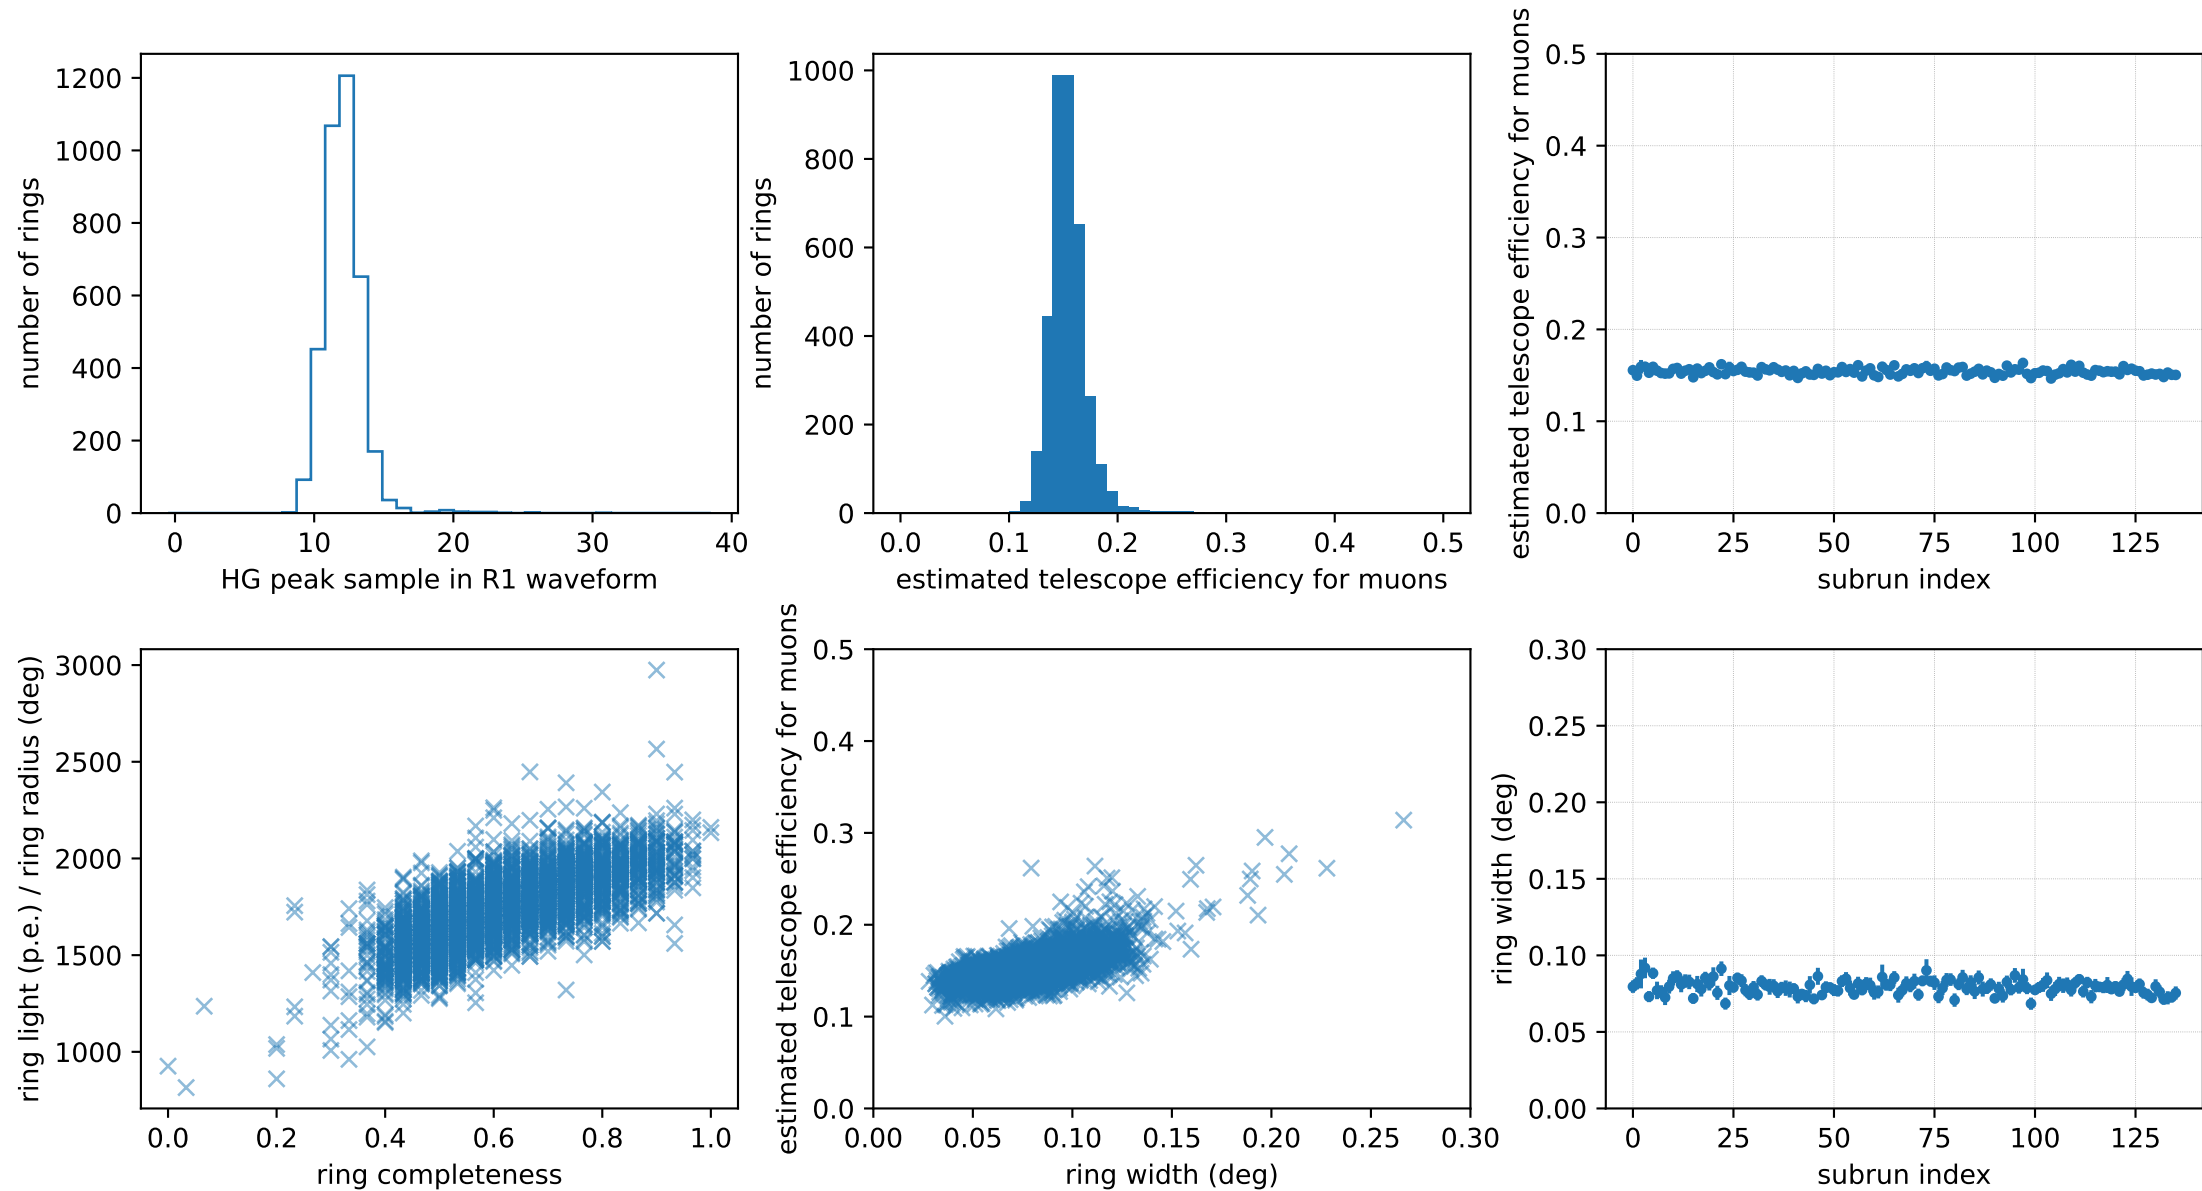 number of rings
1200
1000
800
600
400
200
0
0 10 20 30 40
HG peak sample in R1 waveform
number of rings
1000
800
600
400
200
0
0.0 0.1 0.2 0.3 0.4 0.5
estimated telescope efficiency for muons
estimated telescope efficiency for muons
0.5
0.4
0.3
0.2
0.1
0.0
0 25 50 75 100 125
subrun index
ring light (p.e.) / ring radius (deg)
3000
2500
2000
1500
1000
0.0 0.2 0.4 0.6 0.8 1.0
ring completeness
estimated telescope efficiency for muons
0.5
0.4
0.3
0.2
0.1
0.0
0.00 0.05 0.10 0.15 0.20 0.25 0.30
ring width (deg)
ring width (deg)
0.30
0.25
0.20
0.15
0.10
0.05
0.00
0 25 50 75 100 125
subrun index